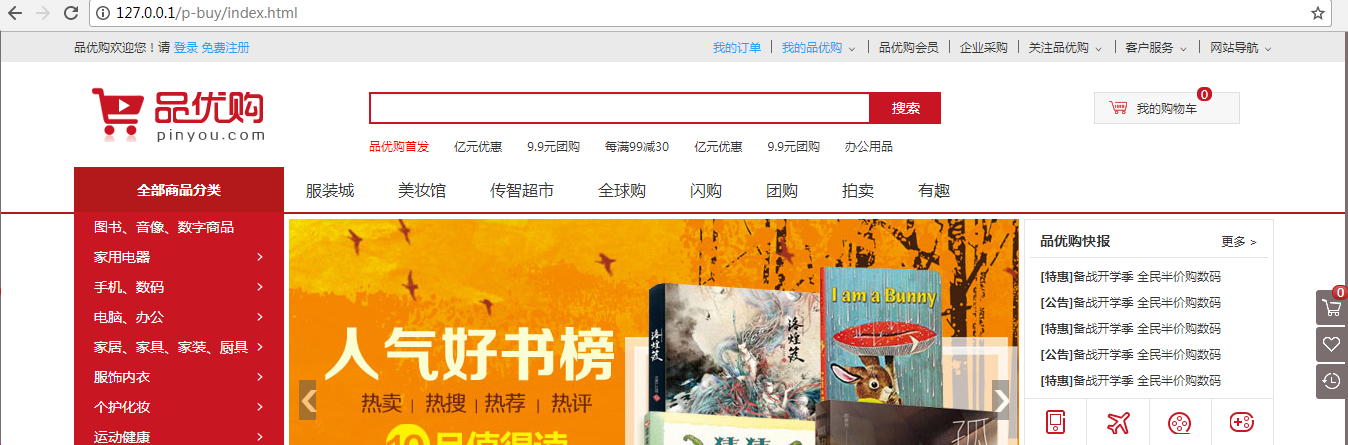 127.0.0.1/p-buy/index.html
品优购欢迎您！请 登录 免费注册 我的订单 我的品优购 品优购会员 企业采购 关注品优购 客户服务 网站导航
品优购
pinyou.com
搜索
我的购物车 0
品优购首发 亿元优惠 9.9元团购 每满99减30 亿元优惠 9.9元团购 办公用品
全部商品分类 服装城 美妆馆 传智超市 全球购 闪购 团购 拍卖 有趣
图书、音像、数字商品
家用电器
手机、数码
电脑、办公
家居、家具、家装、厨具
服饰内衣
个护化妆
运动健康
人气好书榜
热卖 | 热搜 | 热荐 | 热评
10品值得读
洛煌笈
I am a Bunny
孤
品优购快报 更多 >
[特惠]备战开学季 全民半价购数码
[公告]备战开学季 全民半价购数码
[特惠]备战开学季 全民半价购数码
[公告]备战开学季 全民半价购数码
[特惠]备战开学季 全民半价购数码
0